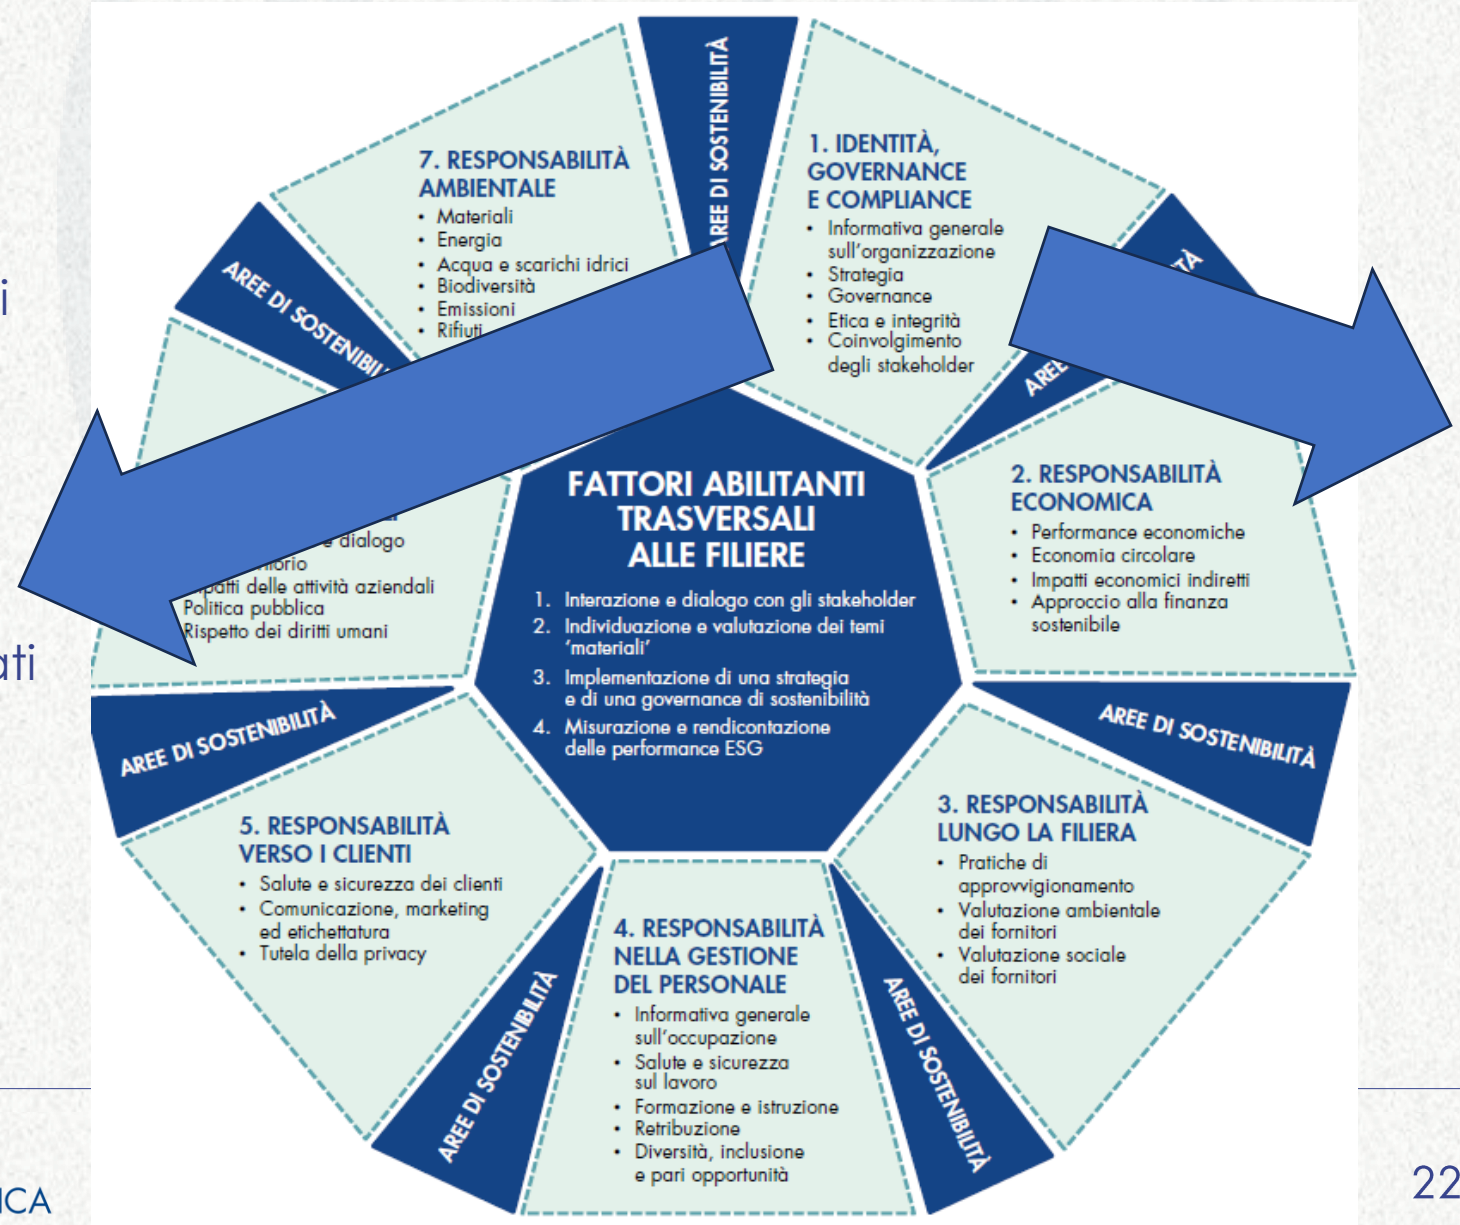 AREE DI SOSTENIBILITÀ
1. IDENTITÀ,
GOVERNANCE
E COMPLIANCE
• Informativa generale
sull'organizzazione
• Strategia
• Governance
• Etica e integrità
• Coinvolgimento
degli stakeholder
2. RESPONSABILITÀ
ECONOMICA
• Performance economiche
• Economia circolare
• Impatti economici indiretti
• Approccio alla finanza
sostenibile
AREE DI SOSTENIBILITÀ
3. RESPONSABILITÀ
LUNGO LA FILIERA
• Pratiche di
approvvigionamento
• Valutazione ambientale
dei fornitori
• Valutazione sociale
dei fornitori
AREE DI SOSTENIBILITÀ
4. RESPONSABILITÀ
NELLA GESTIONE
DEL PERSONALE
• Informativa generale
sull'occupazione
• Salute e sicurezza
sul lavoro
• Formazione e istruzione
• Retribuzione
• Diversità, inclusione
e pari opportunità
AREE DI SOSTENIBILITÀ
5. RESPONSABILITÀ
VERSO I CLIENTI
• Salute e sicurezza dei clienti
• Comunicazione, marketing
ed etichettatura
• Tutela della privacy
AREE DI SOSTENIBILITÀ
e dialogo
delle attività aziendali
Politica pubblica
Rispetto dei diritti umani
AREE DI
7. RESPONSABILITÀ
AMBIENTALE
• Materiali
• Energia
• Acqua e scarichi idrici
• Biodiversità
• Emissioni
• Rifiuti
FATTORI ABILITANTI
TRASVERSALI
ALLE FILIERE
1. Interazione e dialogo con gli stakeholder
2. Individuazione e valutazione dei temi
'materiali'
3. Implementazione di una strategia
e di una governance di sostenibilità
4. Misurazione e rendicontazione
delle performance ESG
22